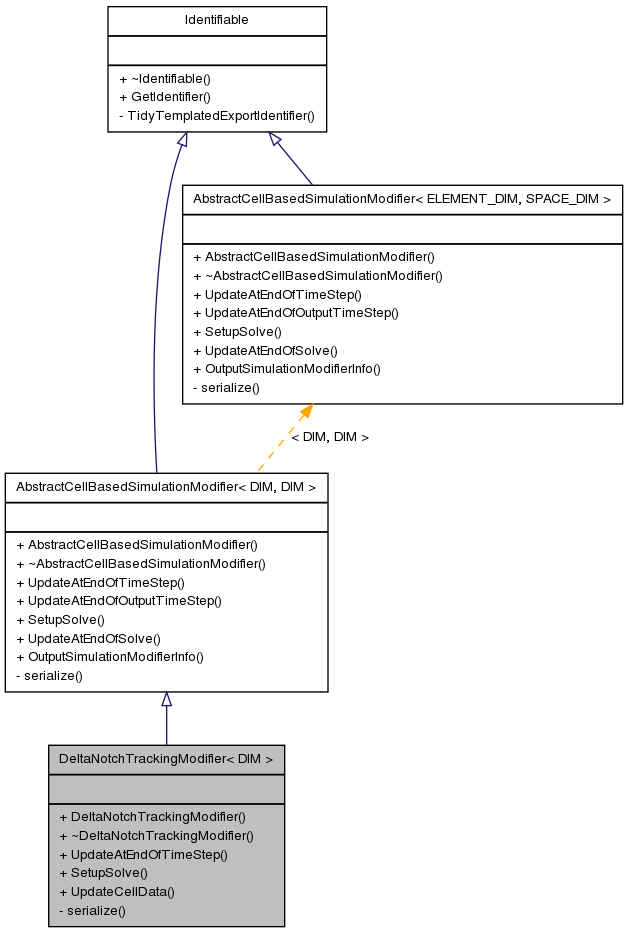 Identifiable
+ ~Identifiable()
+ GetIdentifier()
- TidyTemplatedExportIdentifier()
AbstractCellBasedSimulationModifier< ELEMENT_DIM, SPACE_DIM >
+ AbstractCellBasedSimulationModifier()
+ ~AbstractCellBasedSimulationModifier()
+ UpdateAtEndOfTimeStep()
+ UpdateAtEndOfOutputTimeStep()
+ SetupSolve()
+ UpdateAtEndOfSolve()
+ OutputSimulationModifierInfo()
- serialize()
< DIM, DIM >
AbstractCellBasedSimulationModifier< DIM, DIM >
+ AbstractCellBasedSimulationModifier()
+ ~AbstractCellBasedSimulationModifier()
+ UpdateAtEndOfTimeStep()
+ UpdateAtEndOfOutputTimeStep()
+ SetupSolve()
+ UpdateAtEndOfSolve()
+ OutputSimulationModifierInfo()
- serialize()
DeltaNotchTrackingModifier< DIM >
+ DeltaNotchTrackingModifier()
+ ~DeltaNotchTrackingModifier()
+ UpdateAtEndOfTimeStep()
+ SetupSolve()
+ UpdateCellData()
- serialize()